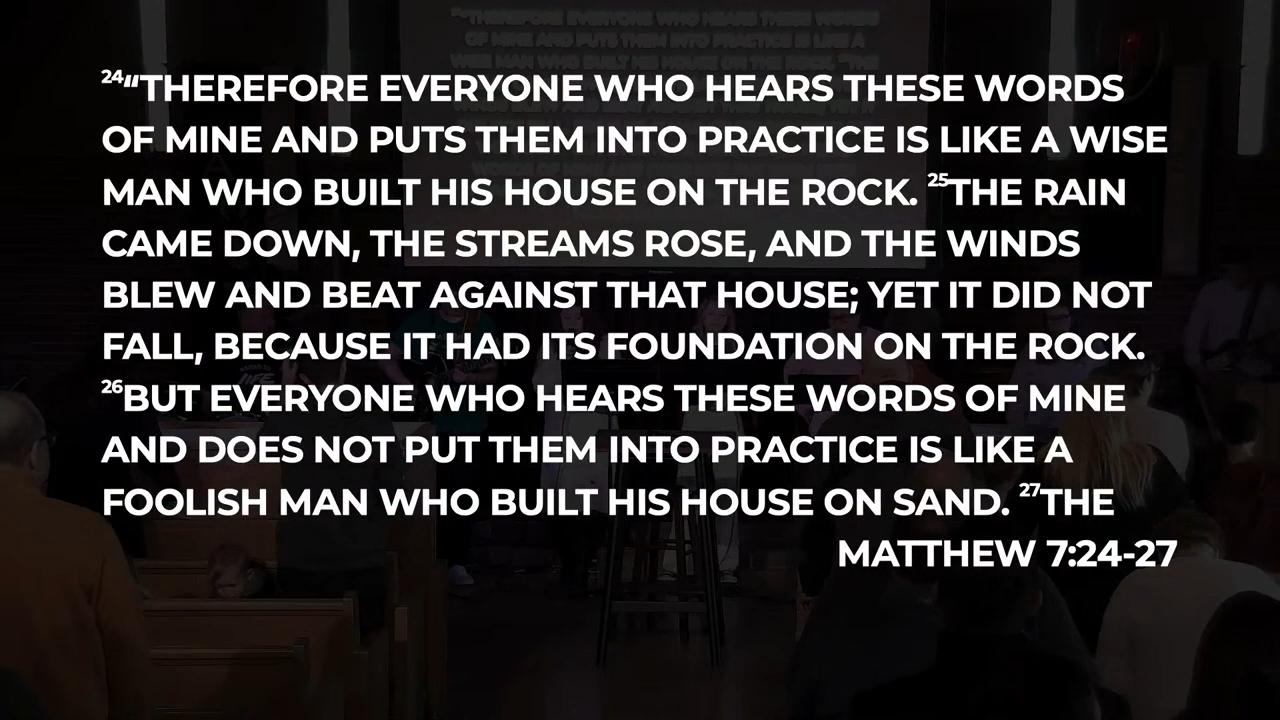 24“THEREFORE EVERYONE WHO HEARS THESE WORDS
OF MINE AND PUTS THEM INTO PRACTICE IS LIKE A WISE
MAN WHO BUILT HIS HOUSE ON THE ROCK. 25THE RAIN
CAME DOWN, THE STREAMS ROSE, AND THE WINDS
BLEW AND BEAT AGAINST THAT HOUSE; YET IT DID NOT
FALL, BECAUSE IT HAD ITS FOUNDATION ON THE ROCK.
26BUT EVERYONE WHO HEARS THESE WORDS OF MINE
AND DOES NOT PUT THEM INTO PRACTICE IS LIKE A
FOOLISH MAN WHO BUILT HIS HOUSE ON SAND. 27THE
MATTHEW 7:24-27